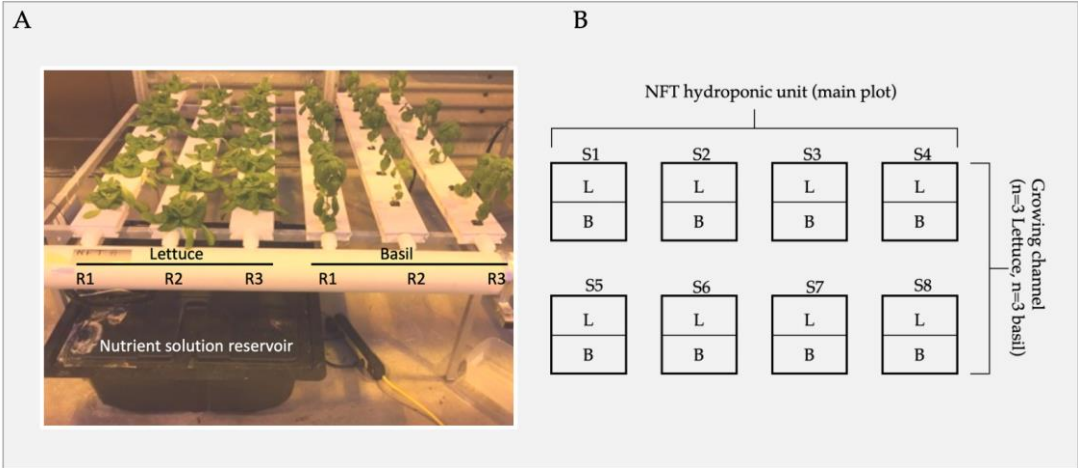 A
B
Lettuce
Basil
R1 R2 R3 R1 R2 R3
Nutrient solution reservoir
NFT hydroponic unit (main plot)
S1 S2 S3 S4
L L L L
B B B B
S5 S6 S7 S8
L L L L
B B B B
Growing channel
(n=3 Lettuce, n=3 basil)